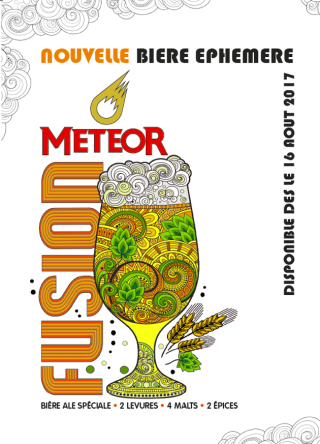 NOUVELLE BIERE EPHEMERE
METEOR
FUSION
DISPONIBLE DES LE 16 AOUT 2017
BIÈRE ALE SPÉCIALE • 2 LEVURES • 4 MALTS • 2 ÉPICES